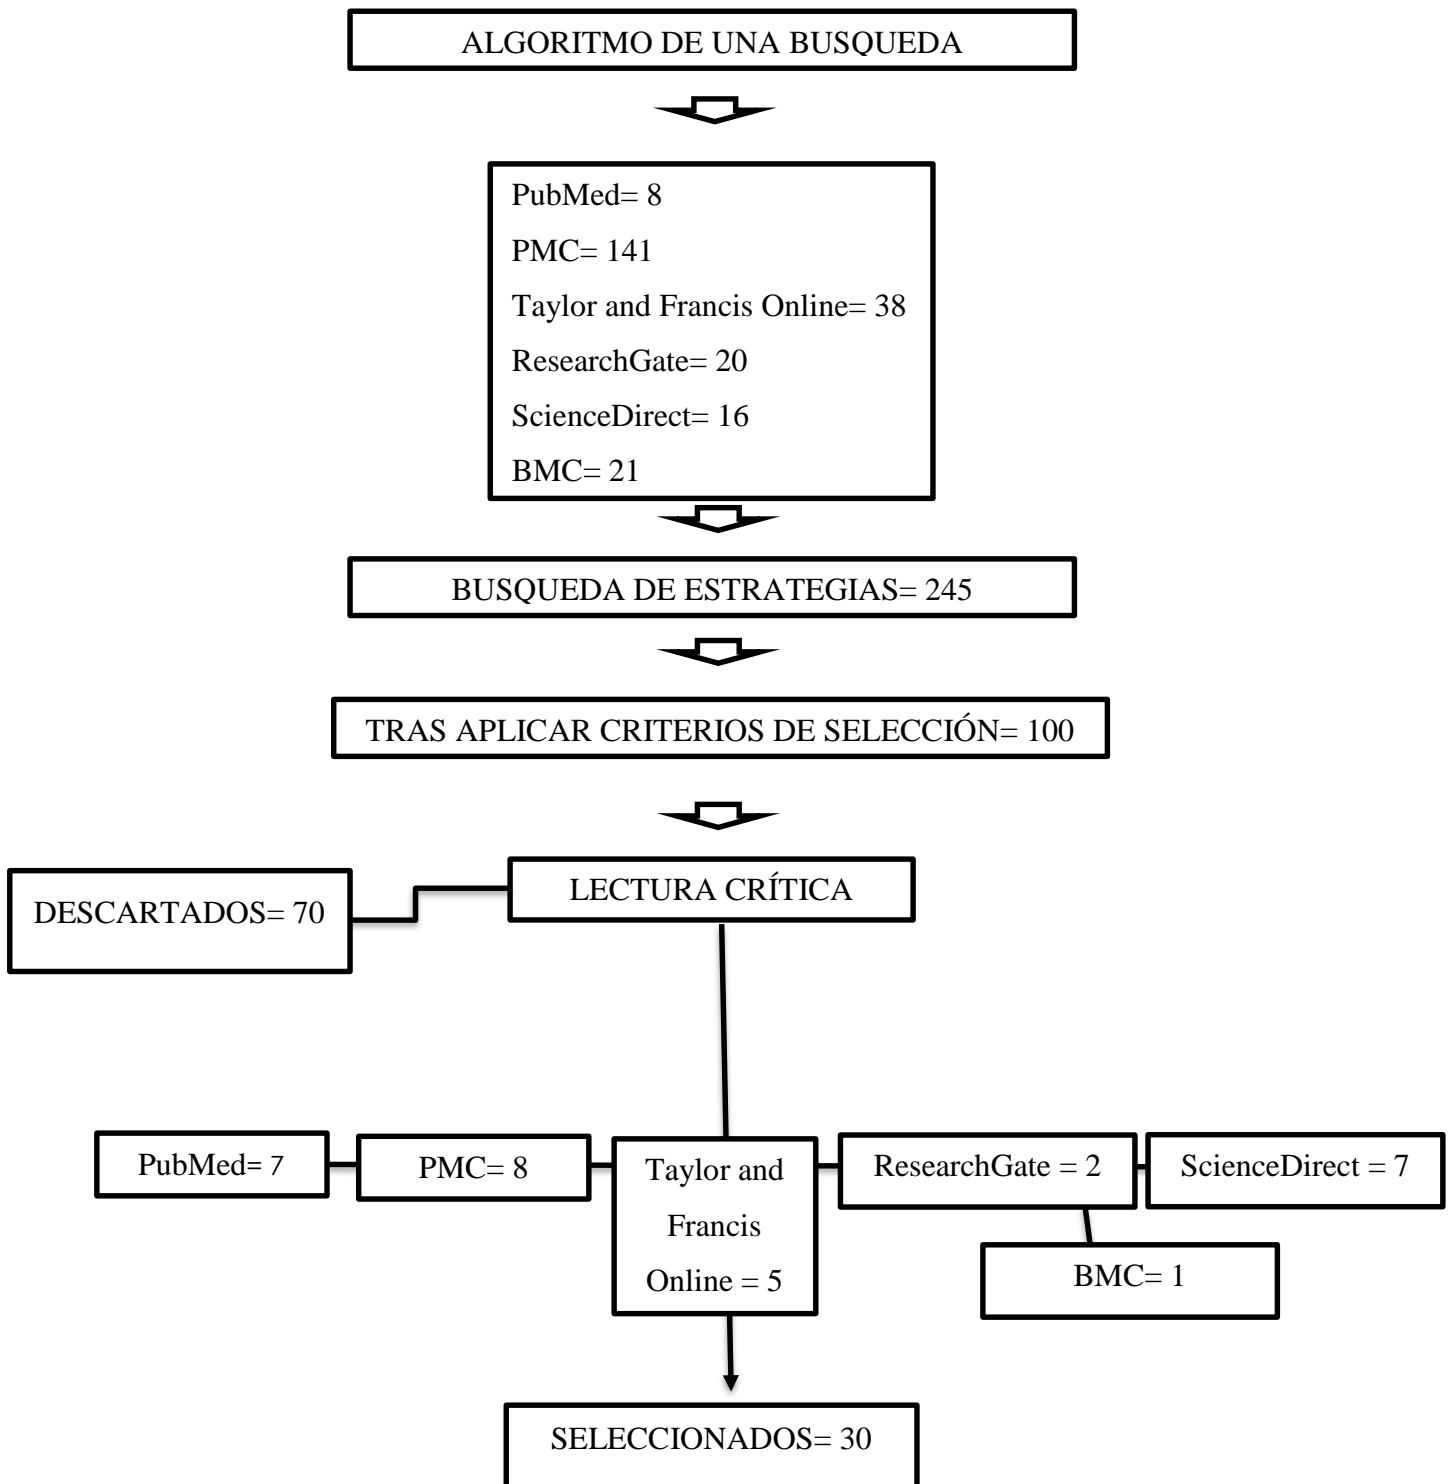 ALGORITMO DE UNA BUSQUEDA
PubMed= 8
PMC= 141
Taylor and Francis Online= 38
ResearchGate= 20
ScienceDirect= 16
BMC= 21
BUSQUEDA DE ESTRATEGIAS= 245
TRAS APLICAR CRITERIOS DE SELECCIÓN= 100
LECTURA CRÍTICA
DESCARTADOS= 70
PubMed= 7
PMC= 8
Taylor and
Francis
Online = 5
ResearchGate = 2
ScienceDirect = 7
BMC= 1
SELECCIONADOS= 30